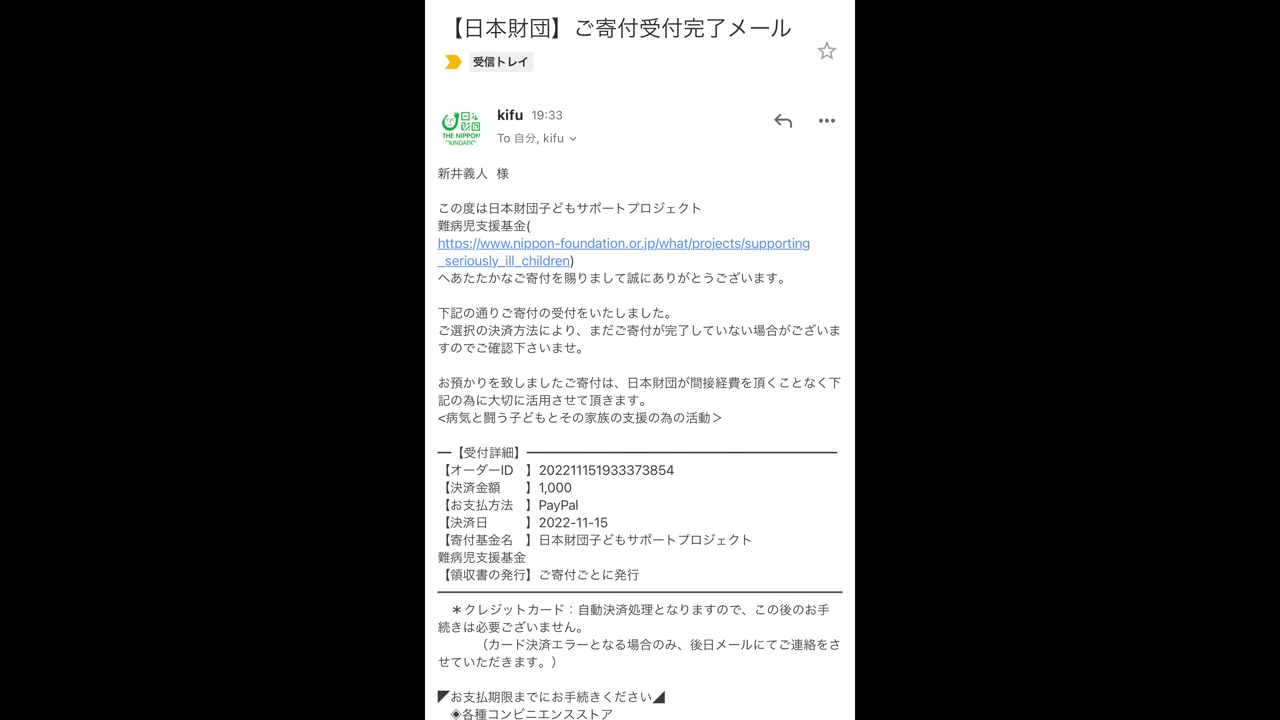 【日本財団】ご寄付受付完了メール
受信トレイ
kifu 19:33
To 自分, kifu
THE NIPPON
新井義人 様
この度は日本財団子どもサポートプロジェクト
難病児支援基金(
https://www.nippon-foundation.or.jp/what/projects/supporting
_seriously_ill_children)
へあたたかなご寄付を賜りまして誠にありがとうございます。
下記の通りご寄付の受付をいたしました。
ご選択の決済方法により、まだご寄付が完了していない場合がございま
すのでご確認下さいませ。
お預かりを致しましたご寄付は、日本財団が間接経費を頂くことなく下
記の為に大切に活用させて頂きます。
<病気と闘う子どもとその家族の支援の為の活動＞
━【受付詳細】━━━━━━━━━━━━━━━━━━━━━━━━━
【オーダーID 】202211151933373854
【決済金額 】1,000
【お支払方法 】PayPal
【決済日 】2022-11-15
【寄付基金名 】日本財団子どもサポートプロジェクト
難病児支援基金
【領収書の発行】ご寄付ごとに発行
━━━━━━━━━━━━━━━━━━━━━━━━━━━━━━━━
＊クレジットカード：自動決済処理となりますので、この後のお手
続きは必要ございません。
（カード決済エラーとなる場合のみ、後日メールにてご連絡をさ
せていただきます。）
◤お支払期限までにお手続きください◢
◈各種コンビニエンスストア